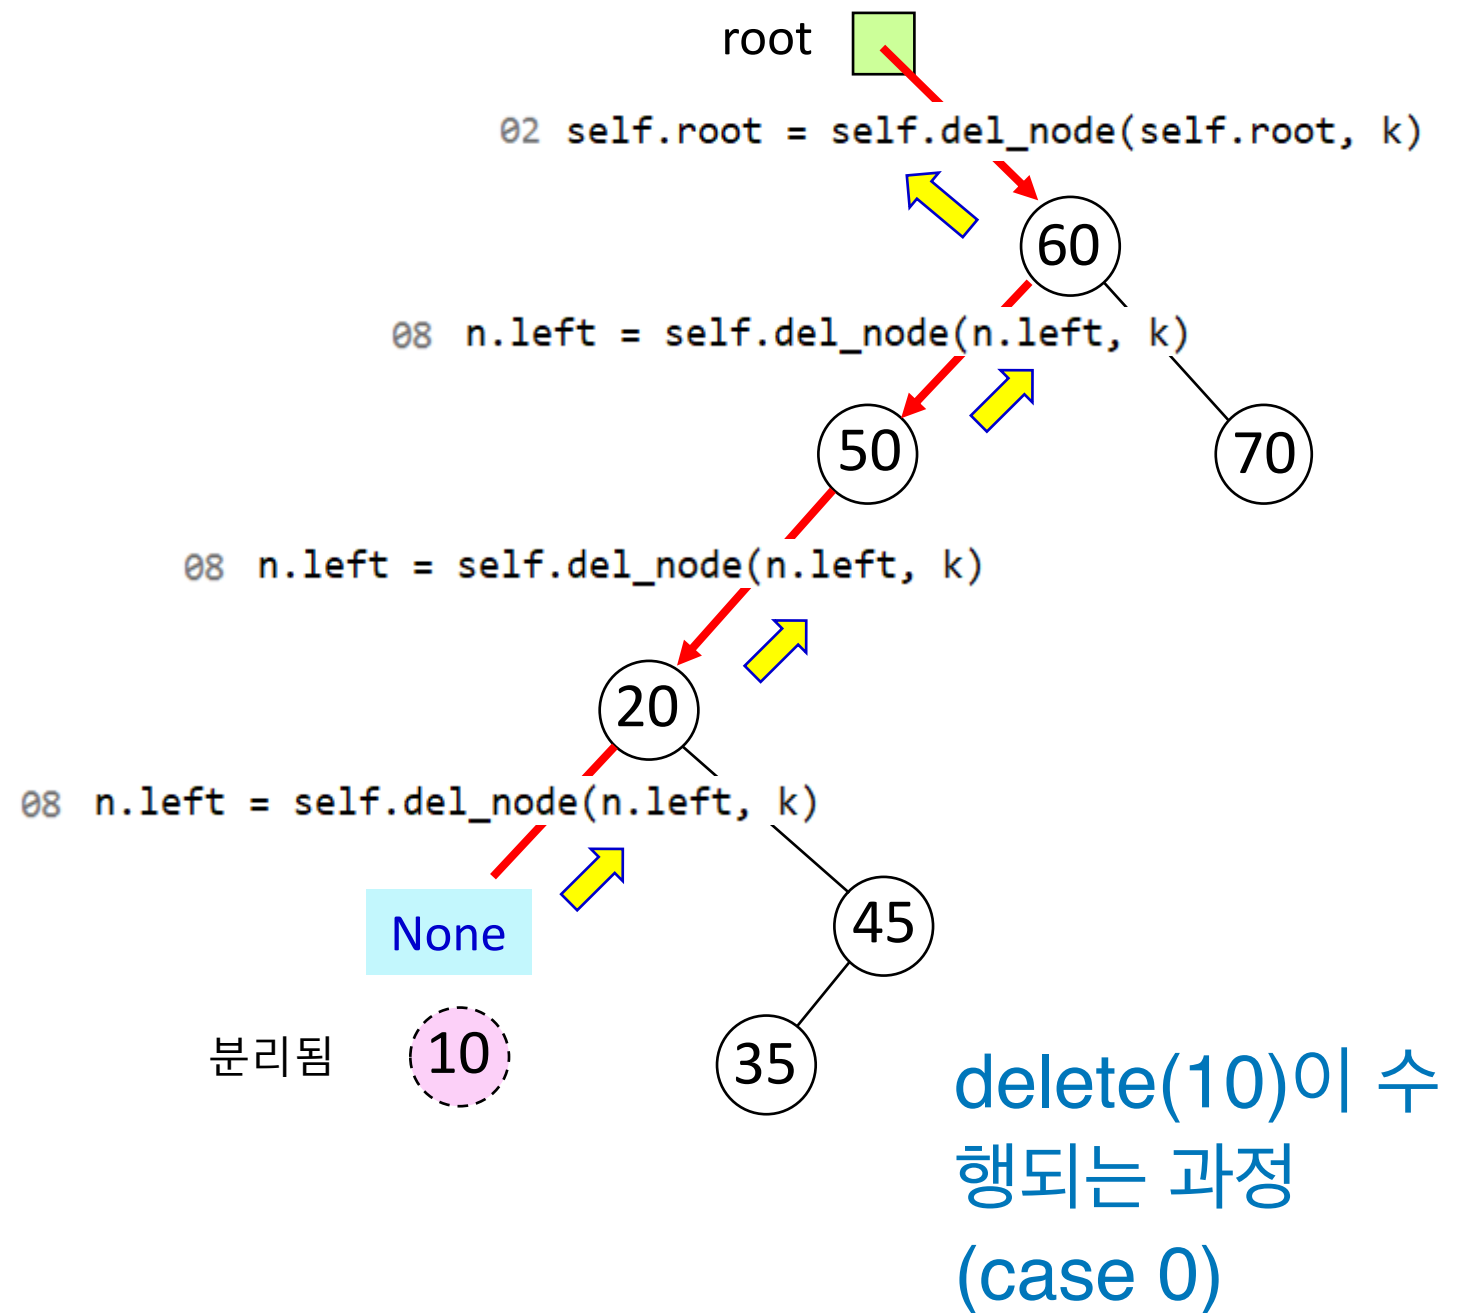 root
02 self.root = self.del_node(self.root, k)
60
08 n.left = self.del_node(n.left, k)
50
70
08 n.left = self.del_node(n.left, k)
20
08 n.left = self.del_node(n.left, k)
None
45
분리됨
10
35
delete(10)이 수
행되는 과정
(case 0)